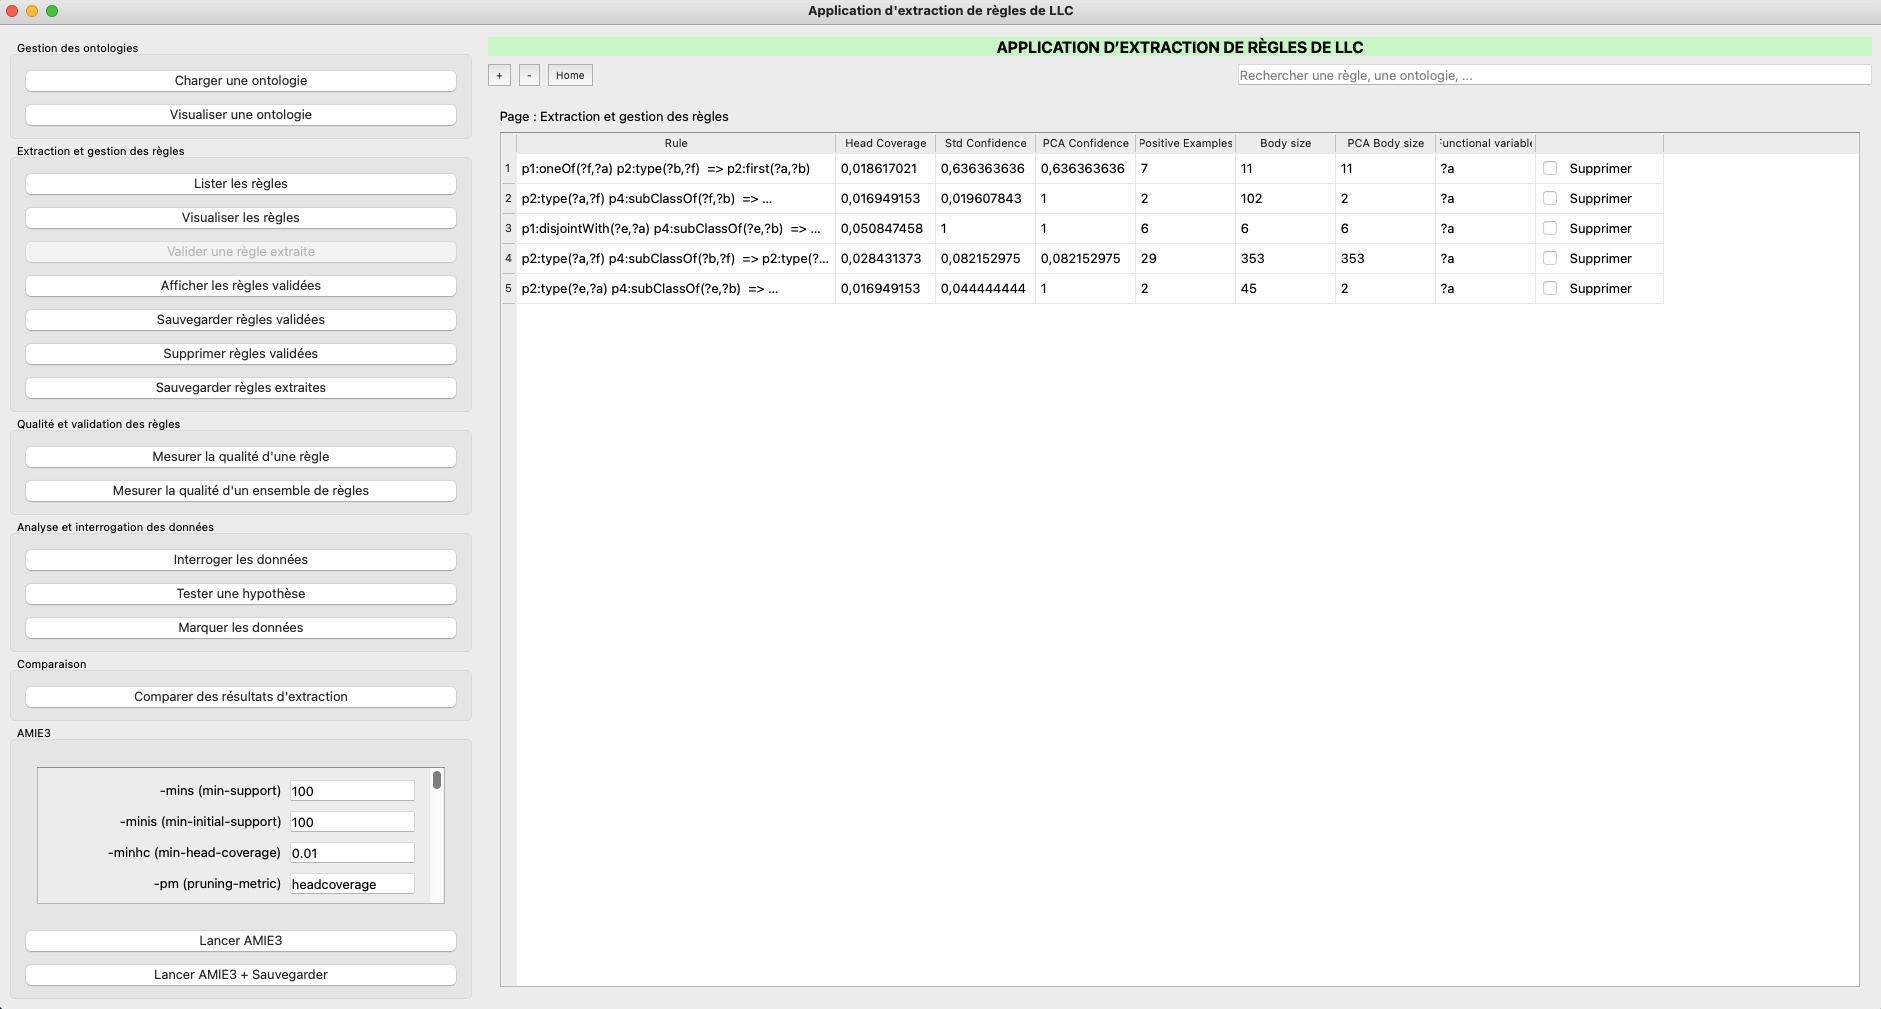 Application d'extraction de règles de LLC
Gestion des ontologies
Charger une ontologie
Visualiser une ontologie
Extraction et gestion des règles
Lister les règles
Visualiser les règles
Valider une règle extraite
Afficher les règles validées
Sauvegarder règles validées
Supprimer règles validées
Sauvegarder règles extraites
Qualité et validation des règles
Mesurer la qualité d'une règle
Mesurer la qualité d'un ensemble de règles
Analyse et interrogation des données
Interroger les données
Tester une hypothèse
Marquer les données
Comparaison
Comparer des résultats d'extraction
AMIE3
-mins (min-support) 100
-minis (min-initial-support) 100
-minhc (min-head-coverage) 0.01
-pm (pruning-metric) headcoverage
Lancer AMIE3
Lancer AMIE3 + Sauvegarder
APPLICATION D’EXTRACTION DE RÈGLES DE LLC
+ - Home Rechercher une règle, une ontologie, ...
Page : Extraction et gestion des règles
Rule Head Coverage Std Confidence PCA Confidence Positive Examples Body size PCA Body size unctional variable
1 p1:oneOf(?f,?a) p2:type(?b,?f) => p2:first(?a,?b) 0,018617021 0,636363636 0,636363636 7 11 11 ?a Supprimer
2 p2:type(?a,?f) p4:subClassOf(?f,?b) => ... 0,016949153 0,019607843 1 2 102 2 ?a Supprimer
3 p1:disjointWith(?e,?a) p4:subClassOf(?e,?b) => ... 0,050847458 1 1 6 6 6 ?a Supprimer
4 p2:type(?a,?f) p4:subClassOf(?b,?f) => p2:type(?... 0,028431373 0,082152975 0,082152975 29 353 353 ?a Supprimer
5 p2:type(?e,?a) p4:subClassOf(?e,?b) => ... 0,016949153 0,044444444 1 2 45 2 ?a Supprimer